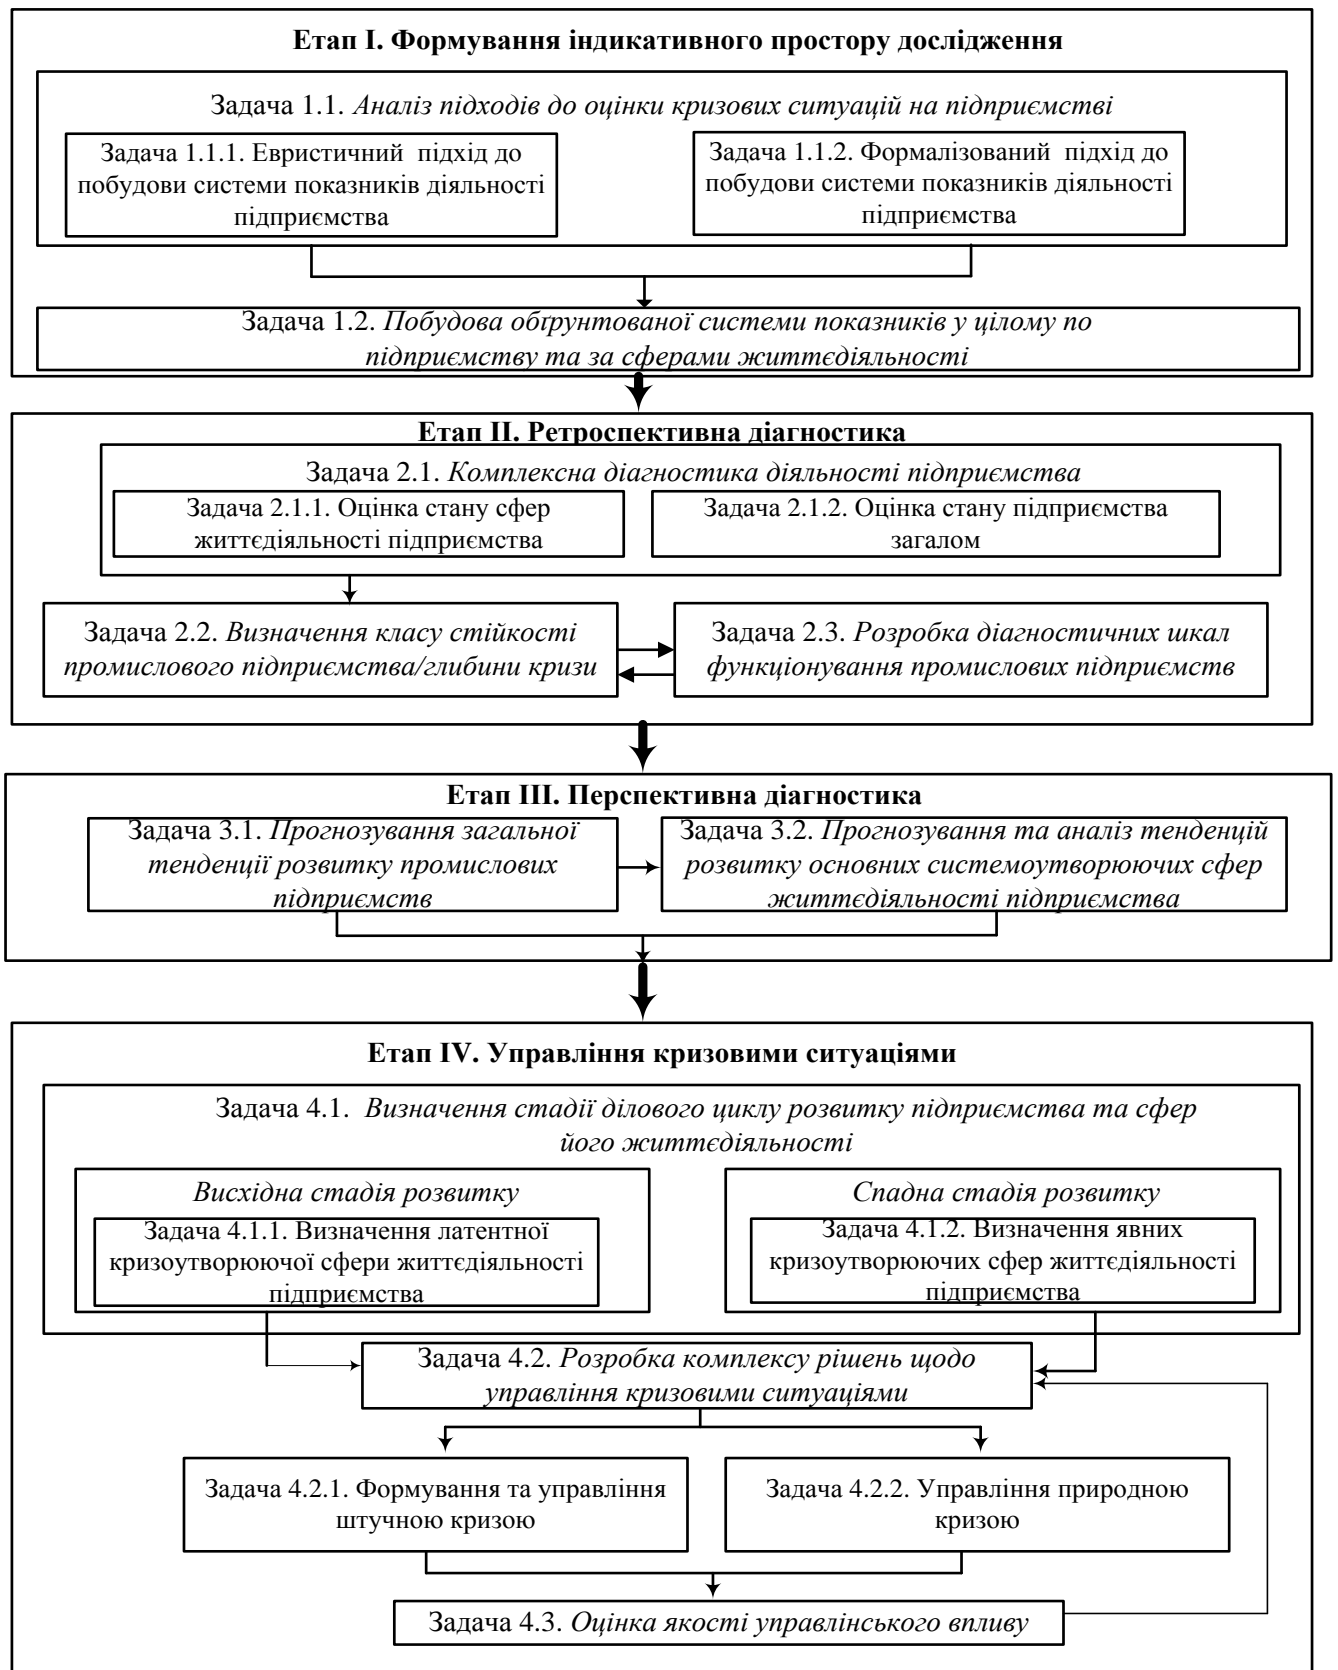 Етап I. Формування індикативного простору дослідження
Задача 1.1. Аналіз підходів до оцінки кризових ситуацій на підприємстві
Задача 1.1.1. Евристичний підхід до
побудови системи показників діяльності
підприємства
Задача 1.1.2. Формалізований підхід до
побудови системи показників діяльності
підприємства
Задача 1.2. Побудова обґрунтованої системи показників у цілому по
підприємству та за сферами життєдіяльності
Етап II. Ретроспективна діагностика
Задача 2.1. Комплексна діагностика діяльності підприємства
Задача 2.1.1. Оцінка стану сфер
життєдіяльності підприємства
Задача 2.1.2. Оцінка стану підприємства
загалом
Задача 2.2. Визначення класу стійкості
промислового підприємства/глибини кризи
Задача 2.3. Розробка діагностичних шкал
функціонування промислових підприємств
Етап III. Перспективна діагностика
Задача 3.1. Прогнозування загальної
тенденції розвитку промислових
підприємств
Задача 3.2. Прогнозування та аналіз тенденцій
розвитку основних системоутворюючих сфер
життєдіяльності підприємства
Етап IV. Управління кризовими ситуаціями
Задача 4.1. Визначення стадії ділового циклу розвитку підприємства та сфер
його життєдіяльності
Висхідна стадія розвитку
Задача 4.1.1. Визначення латентної
кризоутворюючої сфери життєдіяльності
підприємства
Спадна стадія розвитку
Задача 4.1.2. Визначення явних
кризоутворюючих сфер життєдіяльності
підприємства
Задача 4.2. Розробка комплексу рішень щодо
управління кризовими ситуаціями
Задача 4.2.1. Формування та управління
штучною кризою
Задача 4.2.2. Управління природною
кризою
Задача 4.3. Оцінка якості управлінського впливу